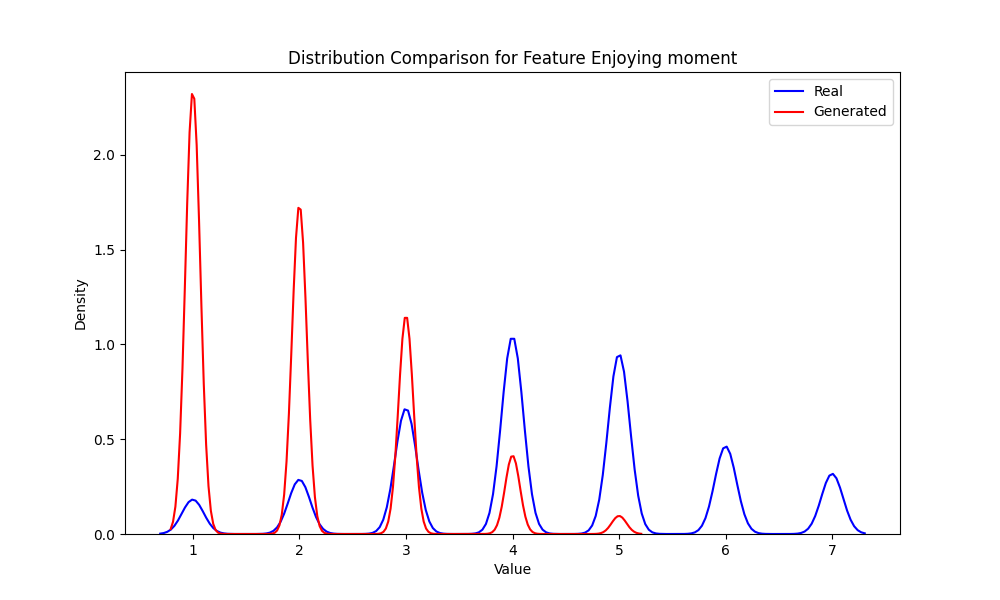 Distribution Comparison for Feature Enjoying moment
Real
Generated
Density
2.0
1.5
1.0
0.5
0.0
1 2 3 4 5 6 7
Value